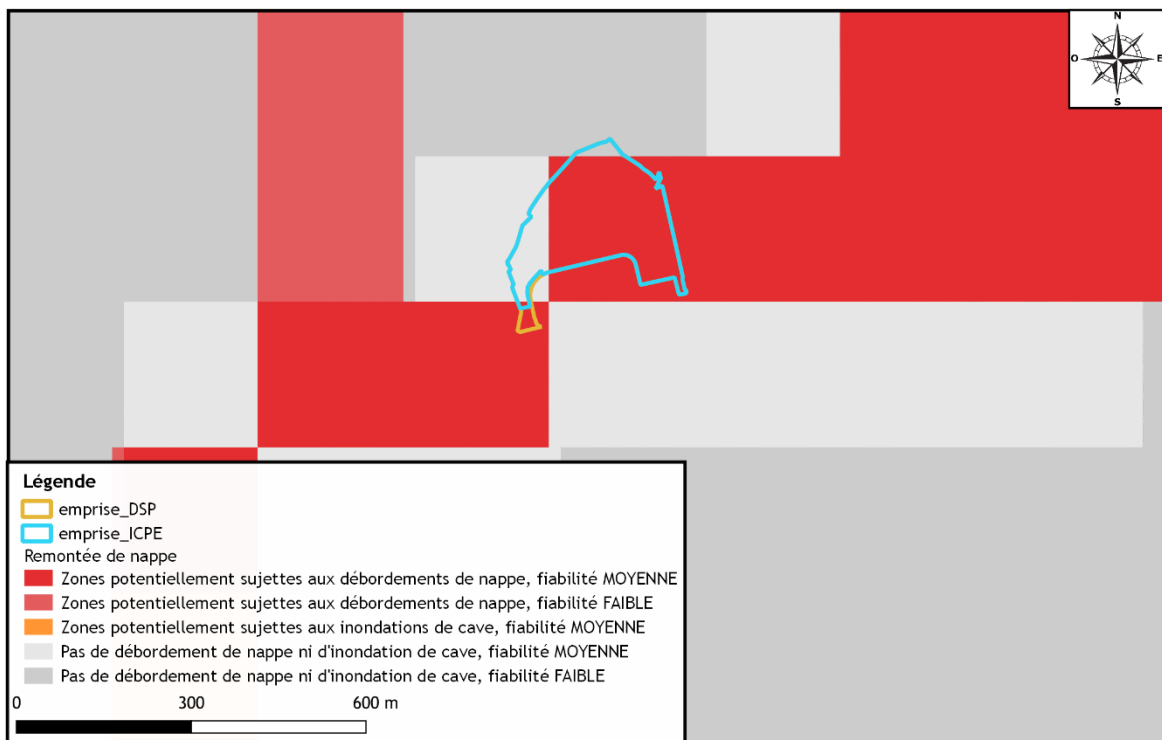 N
O
E
S
Légende
emprise_DSP
emprise_ICPE
Remontée de nappe
Zones potentiellement sujettes aux débordements de nappe, fiabilité MOYENNE
Zones potentiellement sujettes aux débordements de nappe, fiabilité FAIBLE
Zones potentiellement sujettes aux inondations de cave, fiabilité MOYENNE
Pas de débordement de nappe ni d'inondation de cave, fiabilité MOYENNE
Pas de débordement de nappe ni d'inondation de cave, fiabilité FAIBLE
0 300 600 m